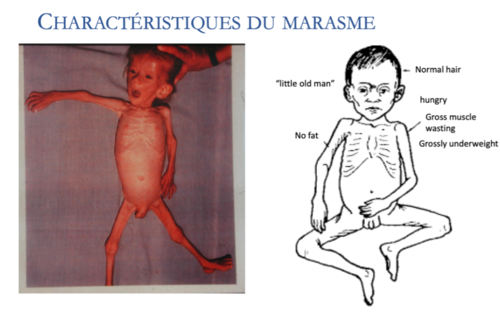 CHARACTÉRISTIQUES DU MARASME
Normal hair
"little old man"
hungry
Gross muscle
wasting
No fat
Grossly underweight